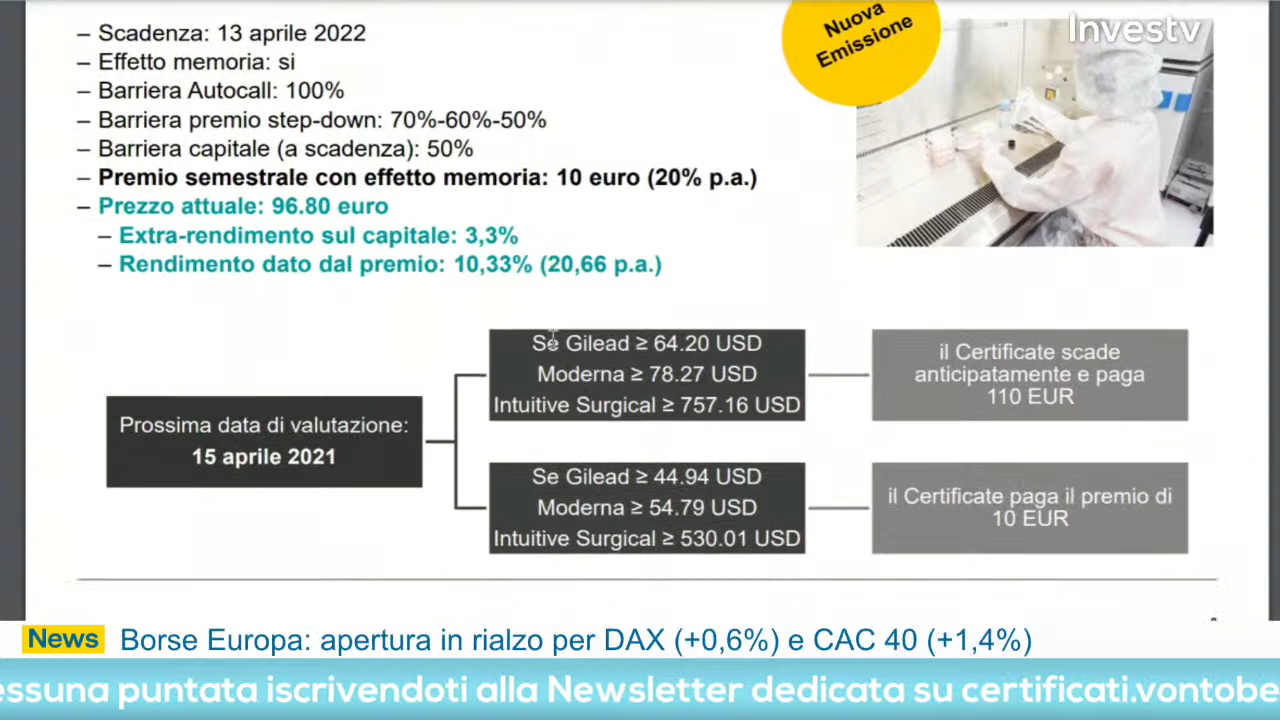 – Scadenza: 13 aprile 2022
– Effetto memoria: si
– Barriera Autocall: 100%
– Barriera premio step-down: 70%-60%-50%
– Barriera capitale (a scadenza): 50%
– Premio semestrale con effetto memoria: 10 euro (20% p.a.)
– Prezzo attuale: 96.80 euro
– Extra-rendimento sul capitale: 3,3%
– Rendimento dato dal premio: 10,33% (20,66 p.a.)
Nuova
Emissione
Investv
Prossima data di valutazione:
15 aprile 2021
Se Gilead ≥ 64.20 USD
Moderna ≥ 78.27 USD
Intuitive Surgical ≥ 757.16 USD
il Certificate scade
anticipatamente e paga
110 EUR
Se Gilead ≥ 44.94 USD
Moderna ≥ 54.79 USD
Intuitive Surgical ≥ 530.01 USD
il Certificate paga il premio di
10 EUR
News Borse Europa: apertura in rialzo per DAX (+0,6%) e CAC 40 (+1,4%)
essuna puntata iscrivendoti alla Newsletter dedicata su certificati.vontobe